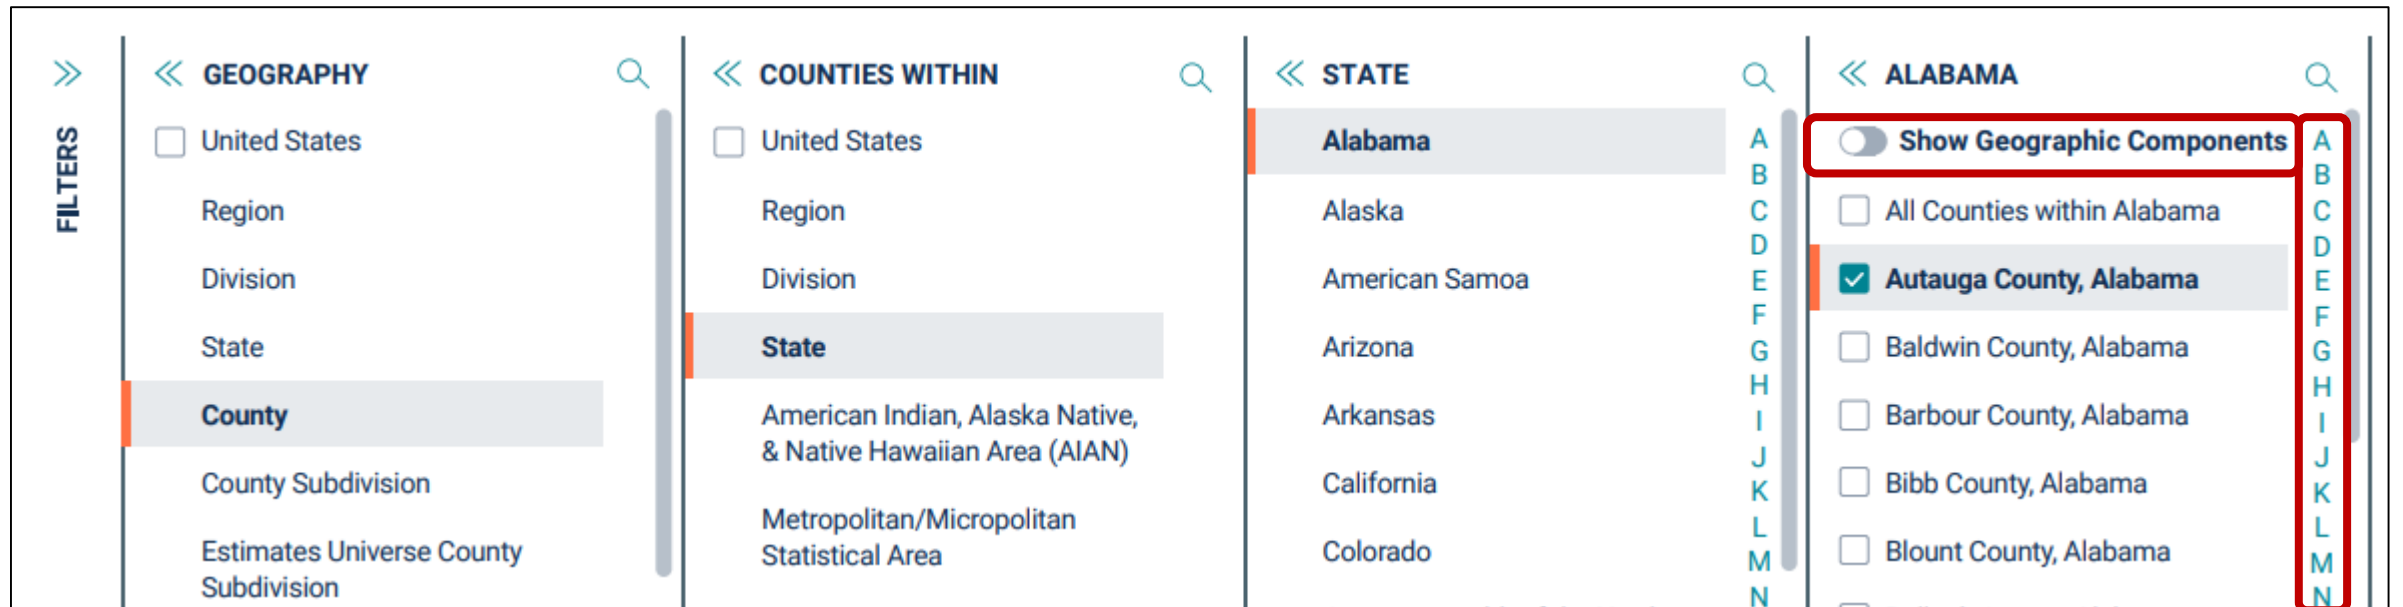 FILTERS
GEOGRAPHY
United States
Region
Division
State
County
County Subdivision
Estimates Universe County
Subdivision
COUNTIES WITHIN
United States
Region
Division
State
American Indian, Alaska Native,
& Native Hawaiian Area (AIAN)
Metropolitan/Micropolitan
Statistical Area
STATE
Alabama
Alaska
American Samoa
Arizona
Arkansas
California
Colorado
A
B
C
D
E
F
G
H
I
J
K
L
M
N
ALABAMA
Show Geographic Components
All Counties within Alabama
Autauga County, Alabama
Baldwin County, Alabama
Barbour County, Alabama
Bibb County, Alabama
Blount County, Alabama
A
B
C
D
E
F
G
H
I
J
K
L
M
N